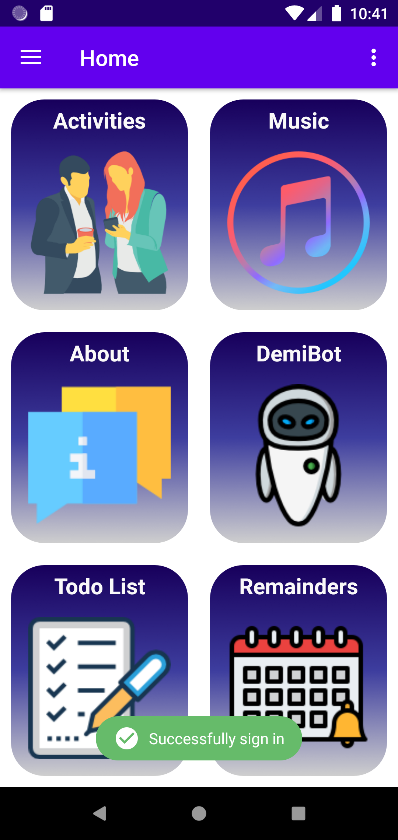 10:41
Home
Activities
Music
About
DemiBot
i
Todo List
Remainders
Successfully sign in